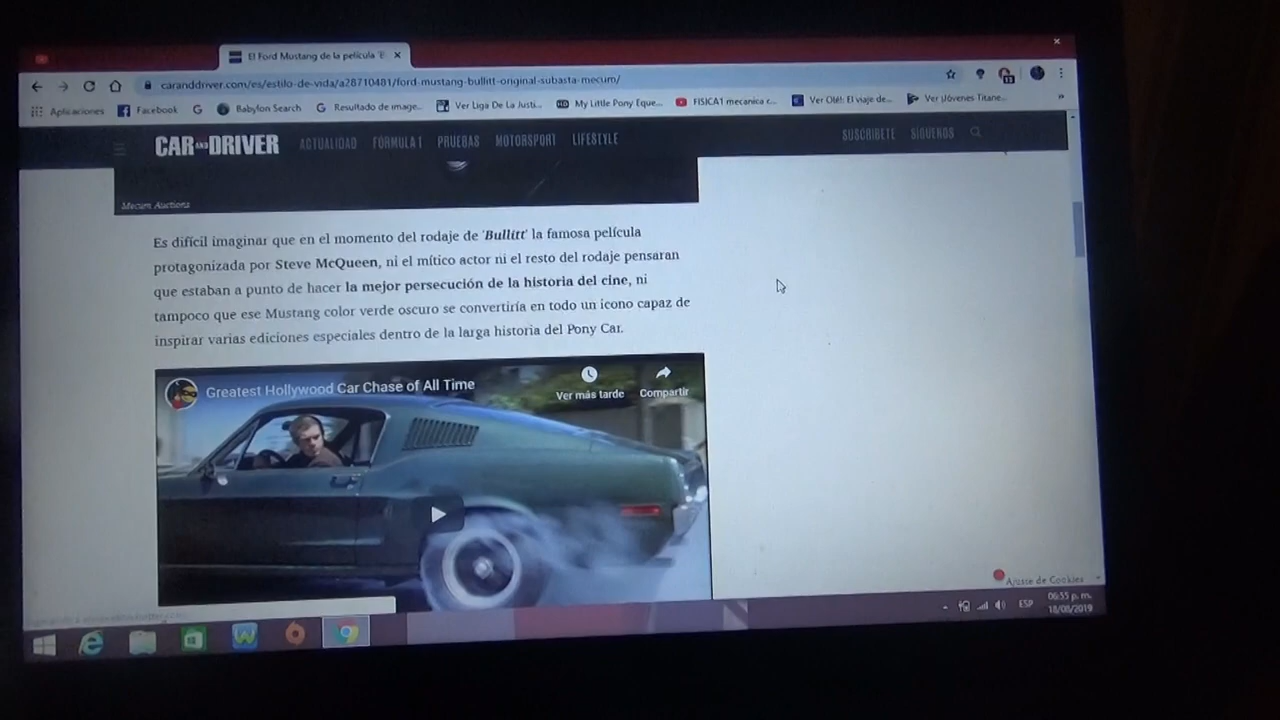 El Ford Mustang de la película 'E
caranddriver.com/es/estilo-de-vida/a28710481/ford-mustang-bullitt-original-subasta-mecum/
Aplicaciones Facebook Babylon Search Resultado de image... Ver Liga De La Justi... My Little Pony Eque... FISICA1 mecanica c... Ver Olé!: El viaje de... Ver Jóvenes Titane... »
CAR AND DRIVER ACTUALIDAD FÓRMULA 1 PRUEBAS MOTORSPORT LIFESTYLE SUSCRÍBETE SÍGUENOS
Mecum Auctions
Es difícil imaginar que en el momento del rodaje de 'Bullitt' la famosa película
protagonizada por Steve McQueen, ni el mítico actor ni el resto del rodaje pensaran
que estaban a punto de hacer la mejor persecución de la historia del cine, ni
tampoco que ese Mustang color verde oscuro se convertiría en todo un icono capaz de
inspirar varias ediciones especiales dentro de la larga historia del Pony Car.
Greatest Hollywood Car Chase of All Time
Ver más tarde Compartir
Ajuste de Cookies
ESP
06:55 p. m.
18/08/2019